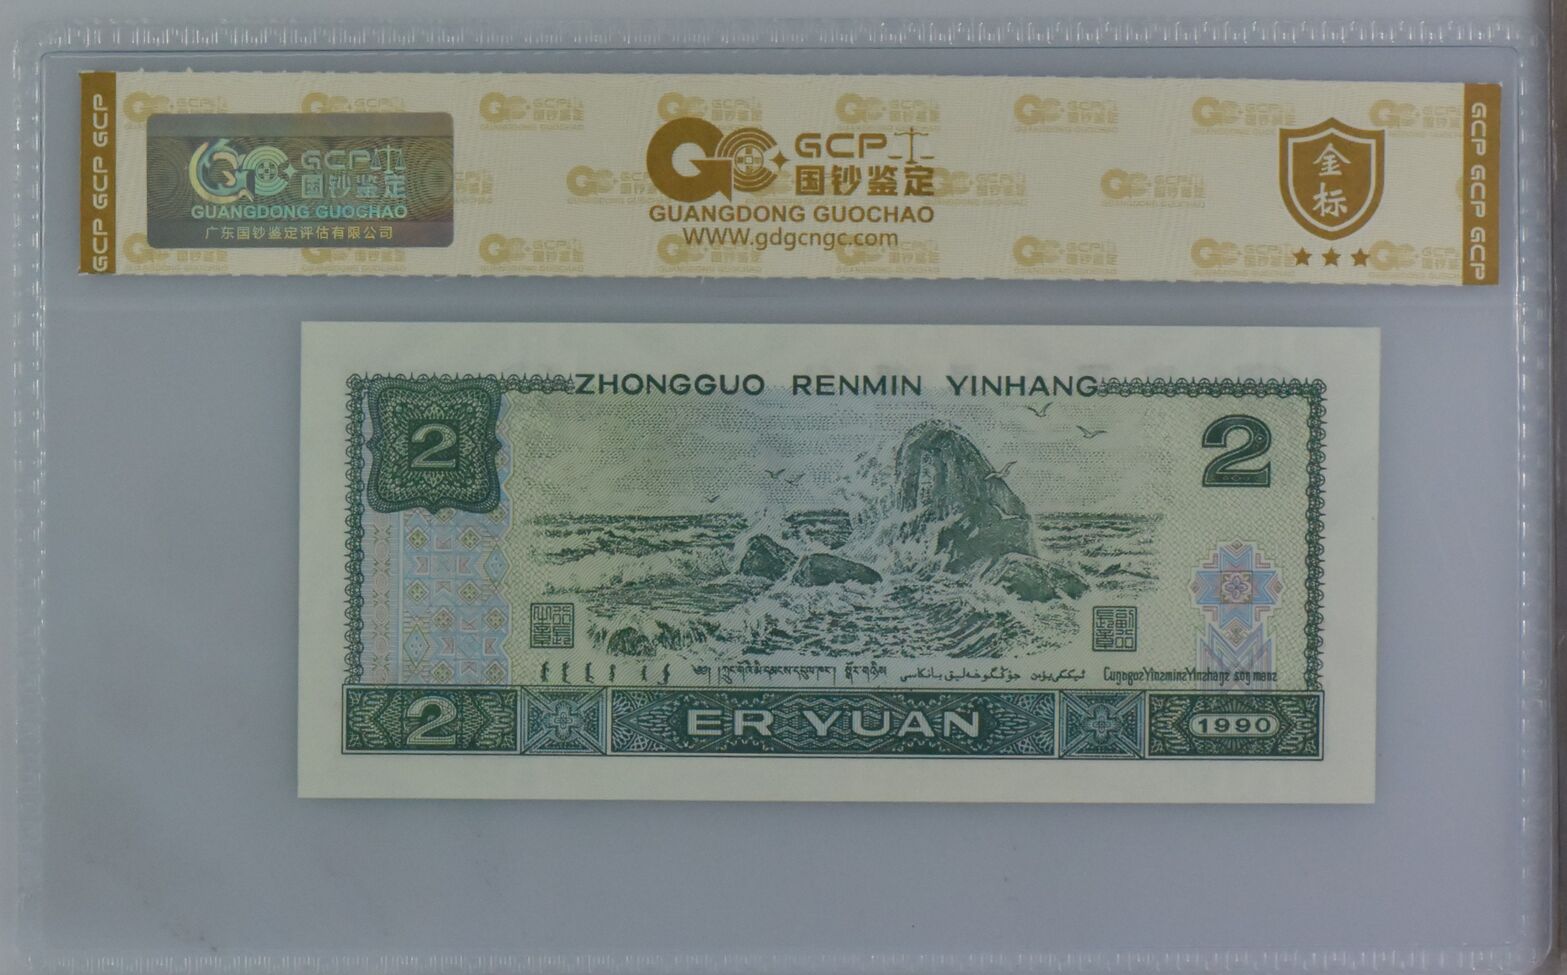 GCP GCP GCP
GCP
国钞鉴定
GUANGDONG GUOCHAO
广东国钞鉴定评估有限公司
GCP
国钞鉴定
GUANGDONG GUOCHAO
WWW.gdgcngc.com
金
标
GCP GCP GCP
ZHONGGUO RENMIN YINHANG
2
2
2
ER YUAN
1990